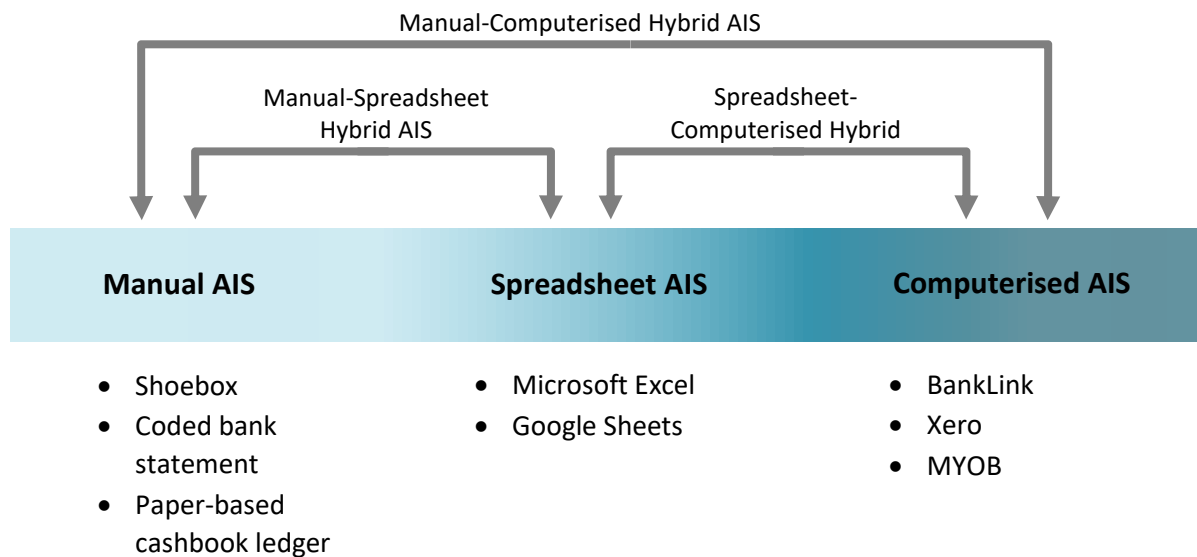 Manual-Computerised Hybrid AIS
Manual-Spreadsheet
Hybrid AIS
Spreadsheet-
Computerised Hybrid
Manual AIS
Spreadsheet AIS
Computerised AIS
• Shoebox
• Coded bank
statement
• Paper-based
cashbook ledger
• Microsoft Excel
• Google Sheets
• BankLink
• Xero
• MYOB